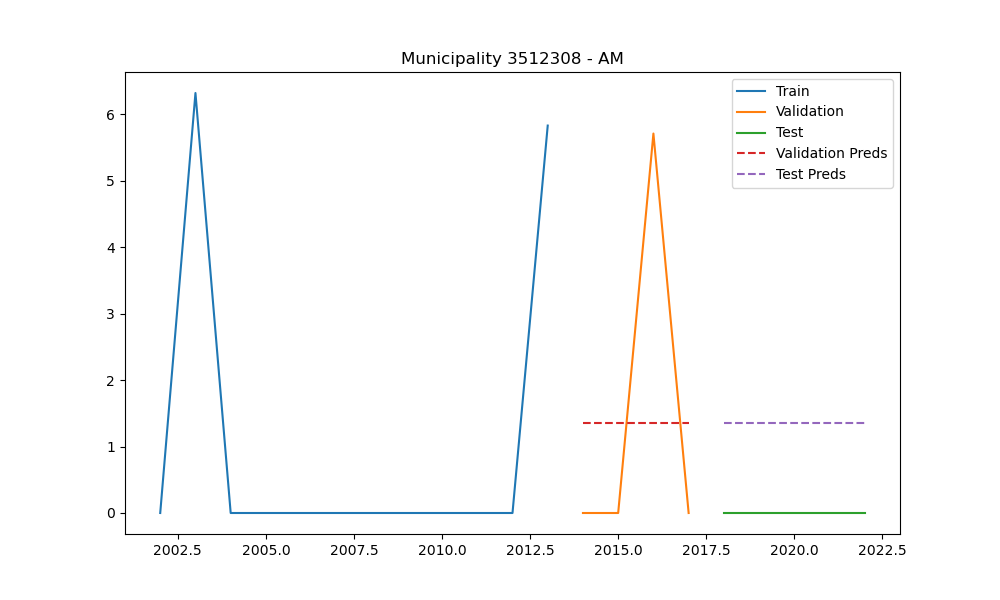 Municipality 3512308 - AM
Train
Validation
Test
Validation Preds
Test Preds
6
5
4
3
2
1
0
2002.5 2005.0 2007.5 2010.0 2012.5 2015.0 2017.5 2020.0 2022.5